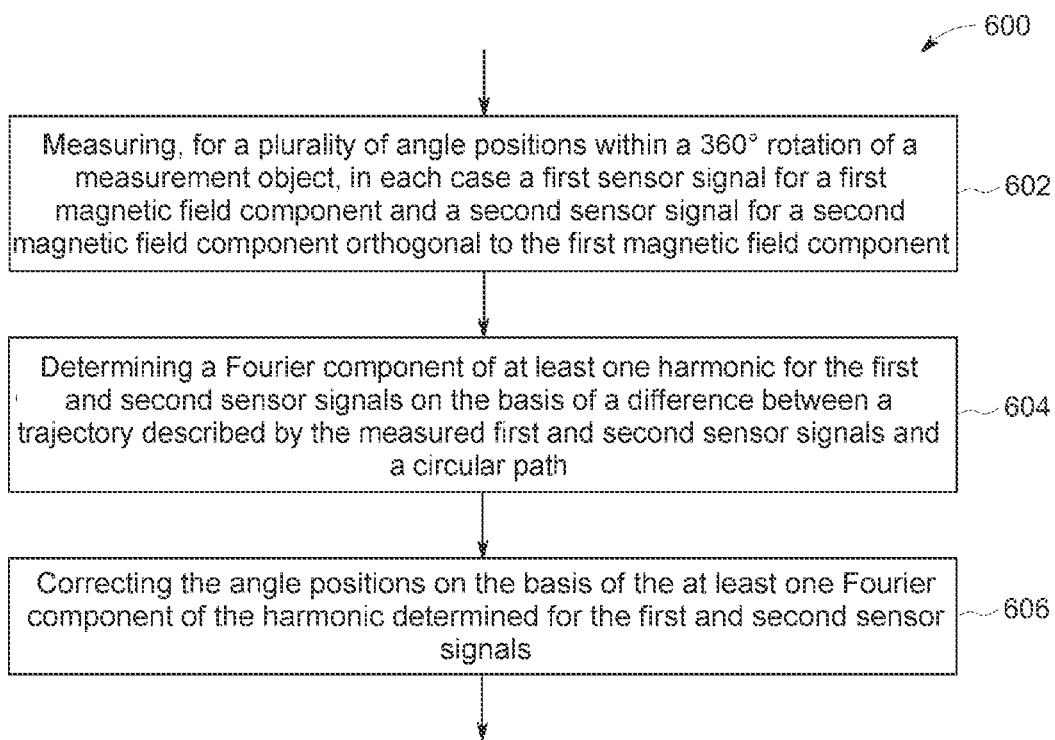 600
Measuring, for a plurality of angle positions within a 360° rotation of a
measurement object, in each case a first sensor signal for a first
magnetic field component and a second sensor signal for a second
magnetic field component orthogonal to the first magnetic field component
602
Determining a Fourier component of at least one harmonic for the first
and second sensor signals on the basis of a difference between a
trajectory described by the measured first and second sensor signals and
a circular path
604
Correcting the angle positions on the basis of the at least one Fourier
component of the harmonic determined for the first and second sensor
signals
606